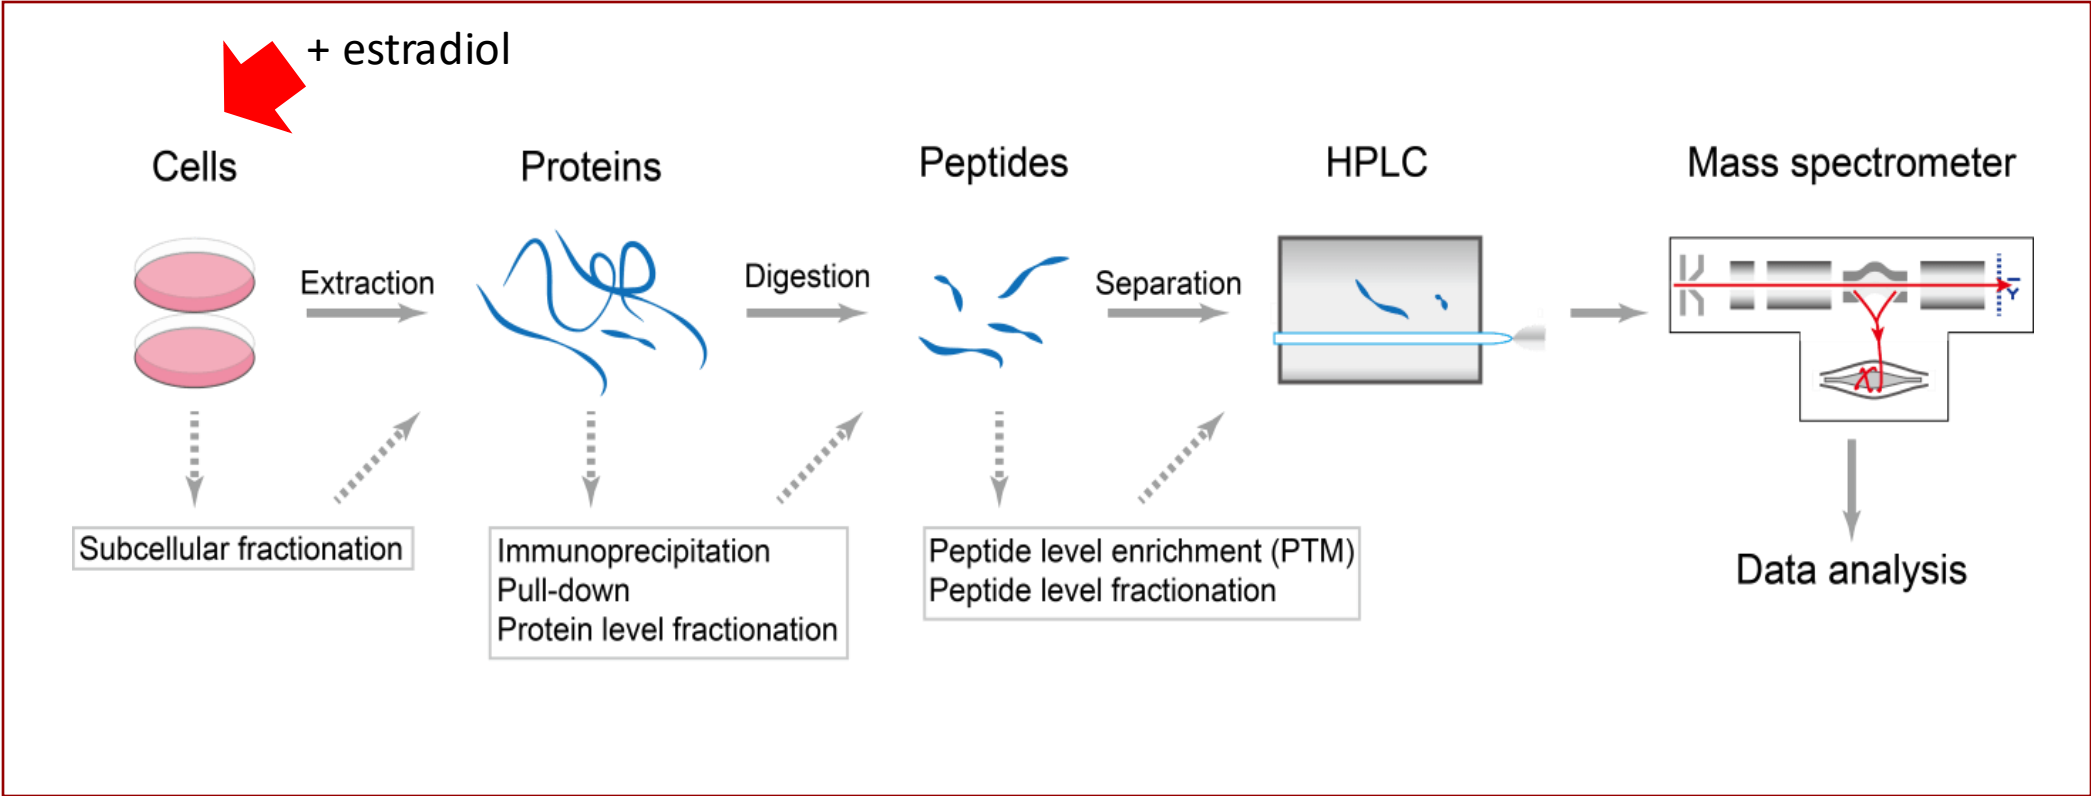 + estradiol
Cells
Proteins
Peptides
HPLC
Mass spectrometer
Extraction
Digestion
Separation
Subcellular fractionation
Immunoprecipitation
Pull-down
Protein level fractionation
Peptide level enrichment (PTM)
Peptide level fractionation
Data analysis